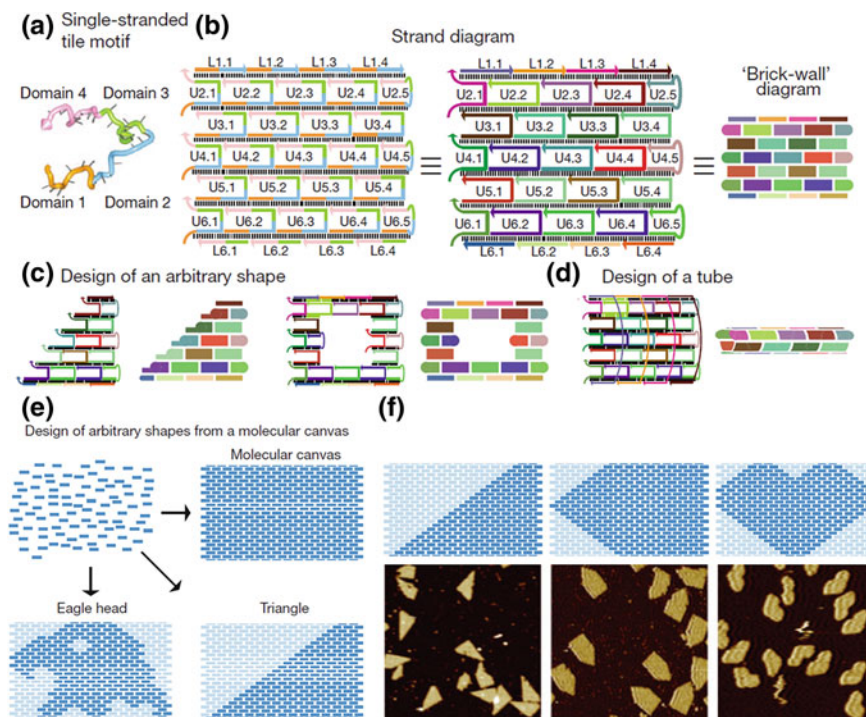 (a) Single-stranded
tile motif
Domain 4 Domain 3
Domain 1 Domain 2
(b) Strand diagram
L1.1 L1.2 L1.3 L1.4
U2.1 U2.2 U2.3 U2.4 U2.5
U3.1 U3.2 U3.3 U3.4
U4.1 U4.2 U4.3 U4.4 U4.5
U5.1 U5.2 U5.3 U5.4
U6.1 U6.2 U6.3 U6.4 U6.5
L6.1 L6.2 L6.3 L6.4
≡
L1.1 L1.2 L1.3 L1.4
U2.1 U2.2 U2.3 U2.4 U2.5
U3.1 U3.2 U3.3 U3.4
U4.1 U4.2 U4.3 U4.4 U4.5
U5.1 U5.2 U5.3 U5.4
U6.1 U6.2 U6.3 U6.4 U6.5
L6.1 L6.2 L6.3 L6.4
≡
‘Brick-wall’
diagram
(c) Design of an arbitrary shape
(d) Design of a tube
(e)
Design of arbitrary shapes from a molecular canvas
Molecular canvas
Eagle head
Triangle
(f)